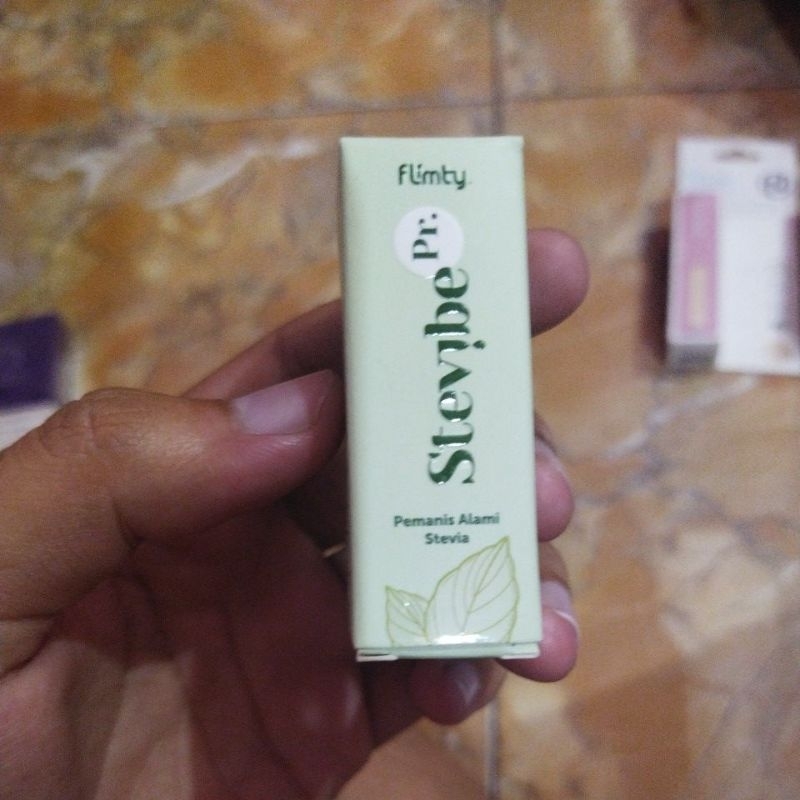 flimty
Stevibe Pr.
Pemanis Alami
Stevia